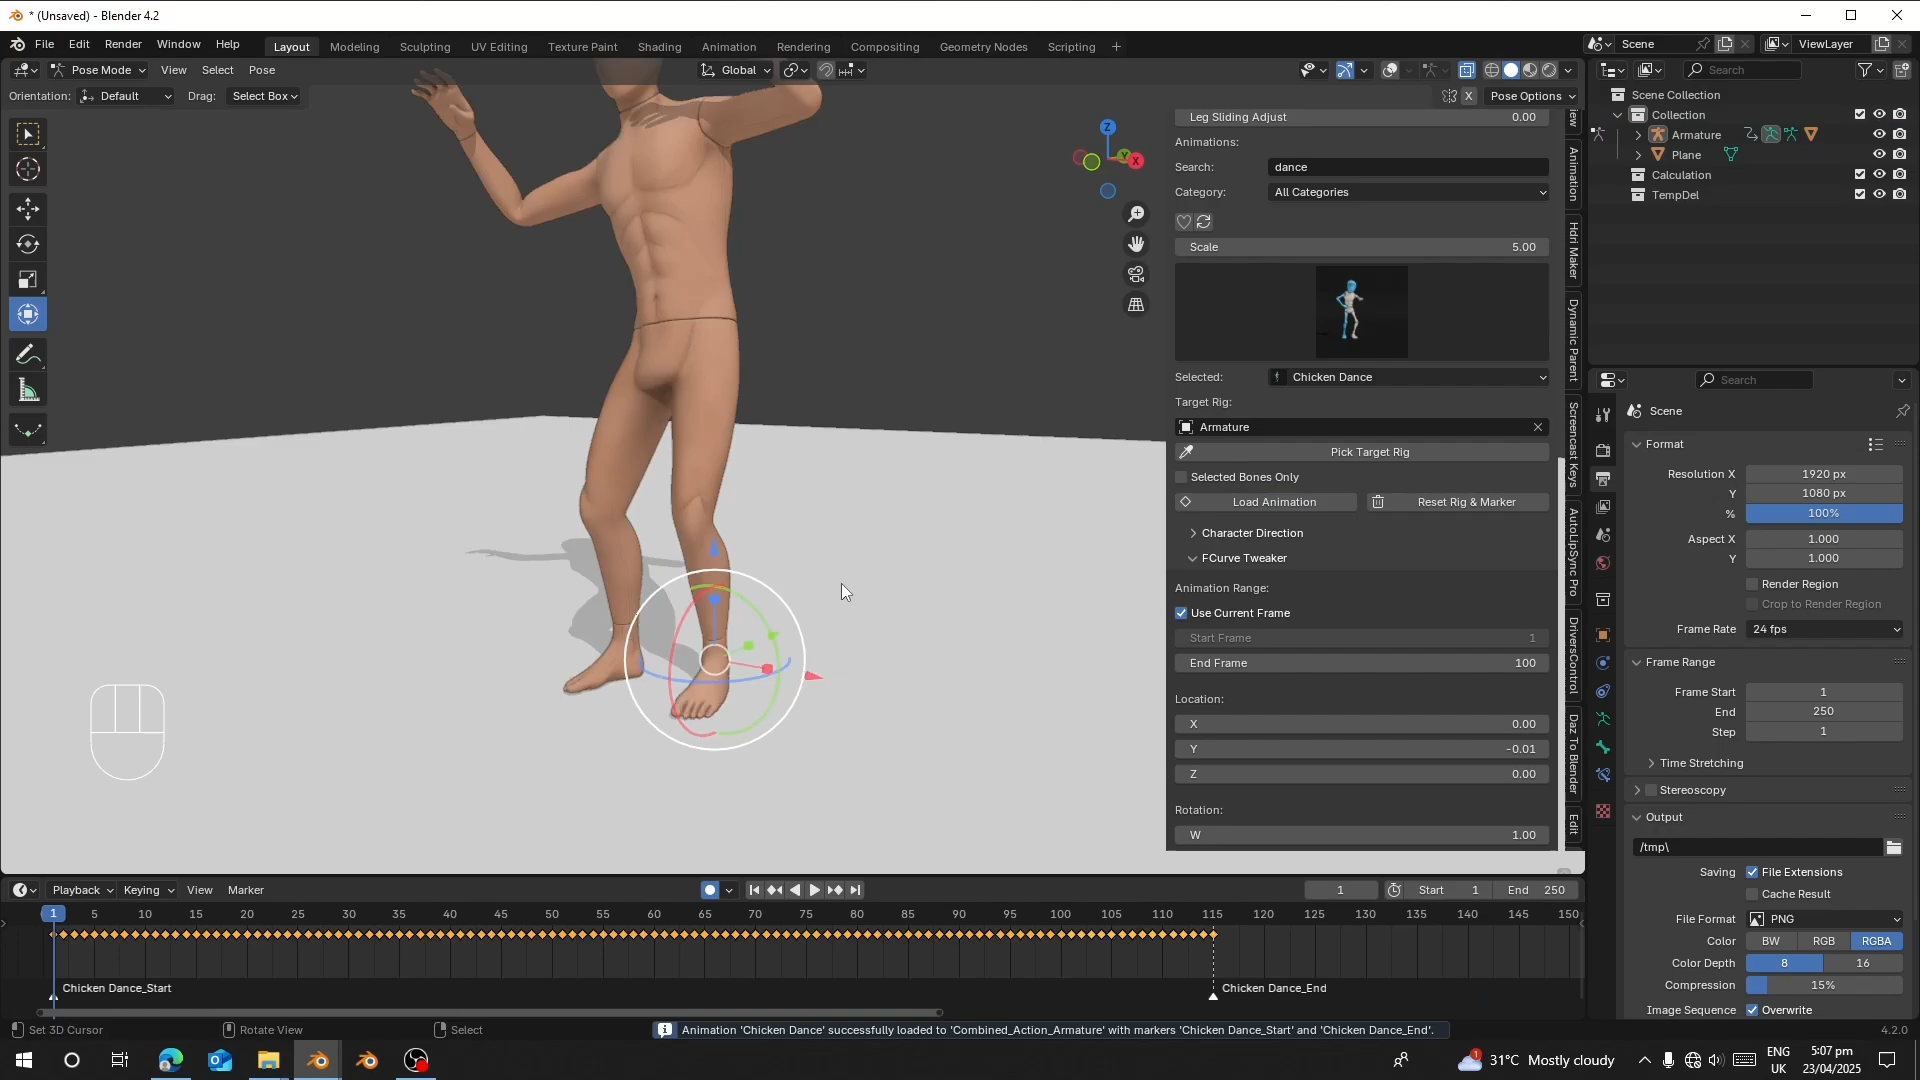 * (Unsaved) - Blender 4.2
File Edit Render Window Help Layout Modeling Sculpting UV Editing Texture Paint Shading Animation Rendering Compositing Geometry Nodes Scripting + Scene ViewLayer
Pose Mode View Select Pose Global Search
Orientation: Default Drag: Select Box X Pose Options
Scene Collection
Collection
Armature
Plane
Calculation
TempDel
Z
X
Y
Leg Sliding Adjust 0.00
Animations:
Search: dance
Category: All Categories
Scale 5.00
Selected: Chicken Dance
Target Rig:
Armature
Pick Target Rig
Selected Bones Only
Load Animation Reset Rig & Marker
Character Direction
FCurve Tweaker
Animation Range:
Use Current Frame
Start Frame 1
End Frame 100
Location:
X 0.00
Y -0.01
Z 0.00
Rotation:
W 1.00
Animation
Hdri Maker
Dynamic Parent
Screencast Keys
AutoLipSync Pro
DriversControl
Daz To Blender
Edit
Search
Scene
Format
Resolution X 1920 px
Y 1080 px
% 100%
Aspect X 1.000
Y 1.000
Render Region
Crop to Render Region
Frame Rate 24 fps
Frame Range
Frame Start 1
End 250
Step 1
Time Stretching
Stereoscopy
Output
/tmp\
Saving File Extensions
Cache Result
File Format PNG
Color BW RGB RGBA
Color Depth 8 16
Compression 15%
Image Sequence Overwrite
Playback Keying View Marker 1 Start 1 End 250
1 5 10 15 20 25 30 35 40 45 50 55 60 65 70 75 80 85 90 95 100 105 110 115 120 125 130 135 140 145 150
Chicken Dance_Start Chicken Dance_End
Set 3D Cursor Rotate View Select Animation 'Chicken Dance' successfully loaded to 'Combined_Action_Armature' with markers 'Chicken Dance_Start' and 'Chicken Dance_End'. 4.2.0
1 31°C Mostly cloudy ENG UK 5:07 pm 23/04/2025